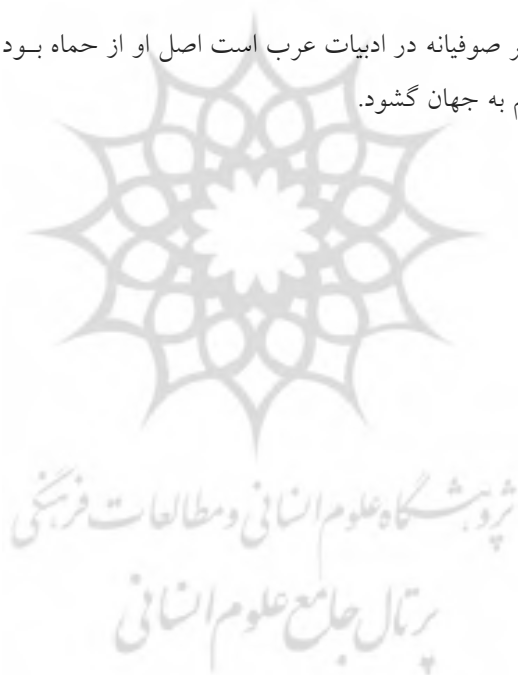 ر صوفیانه در ادبیات عرب است اصل او از حماه بـود
م به جهان گشود.
پژوهشگاه علوم انسانی و مطالعات فرهنگی
پرتال جامع علوم انسانی